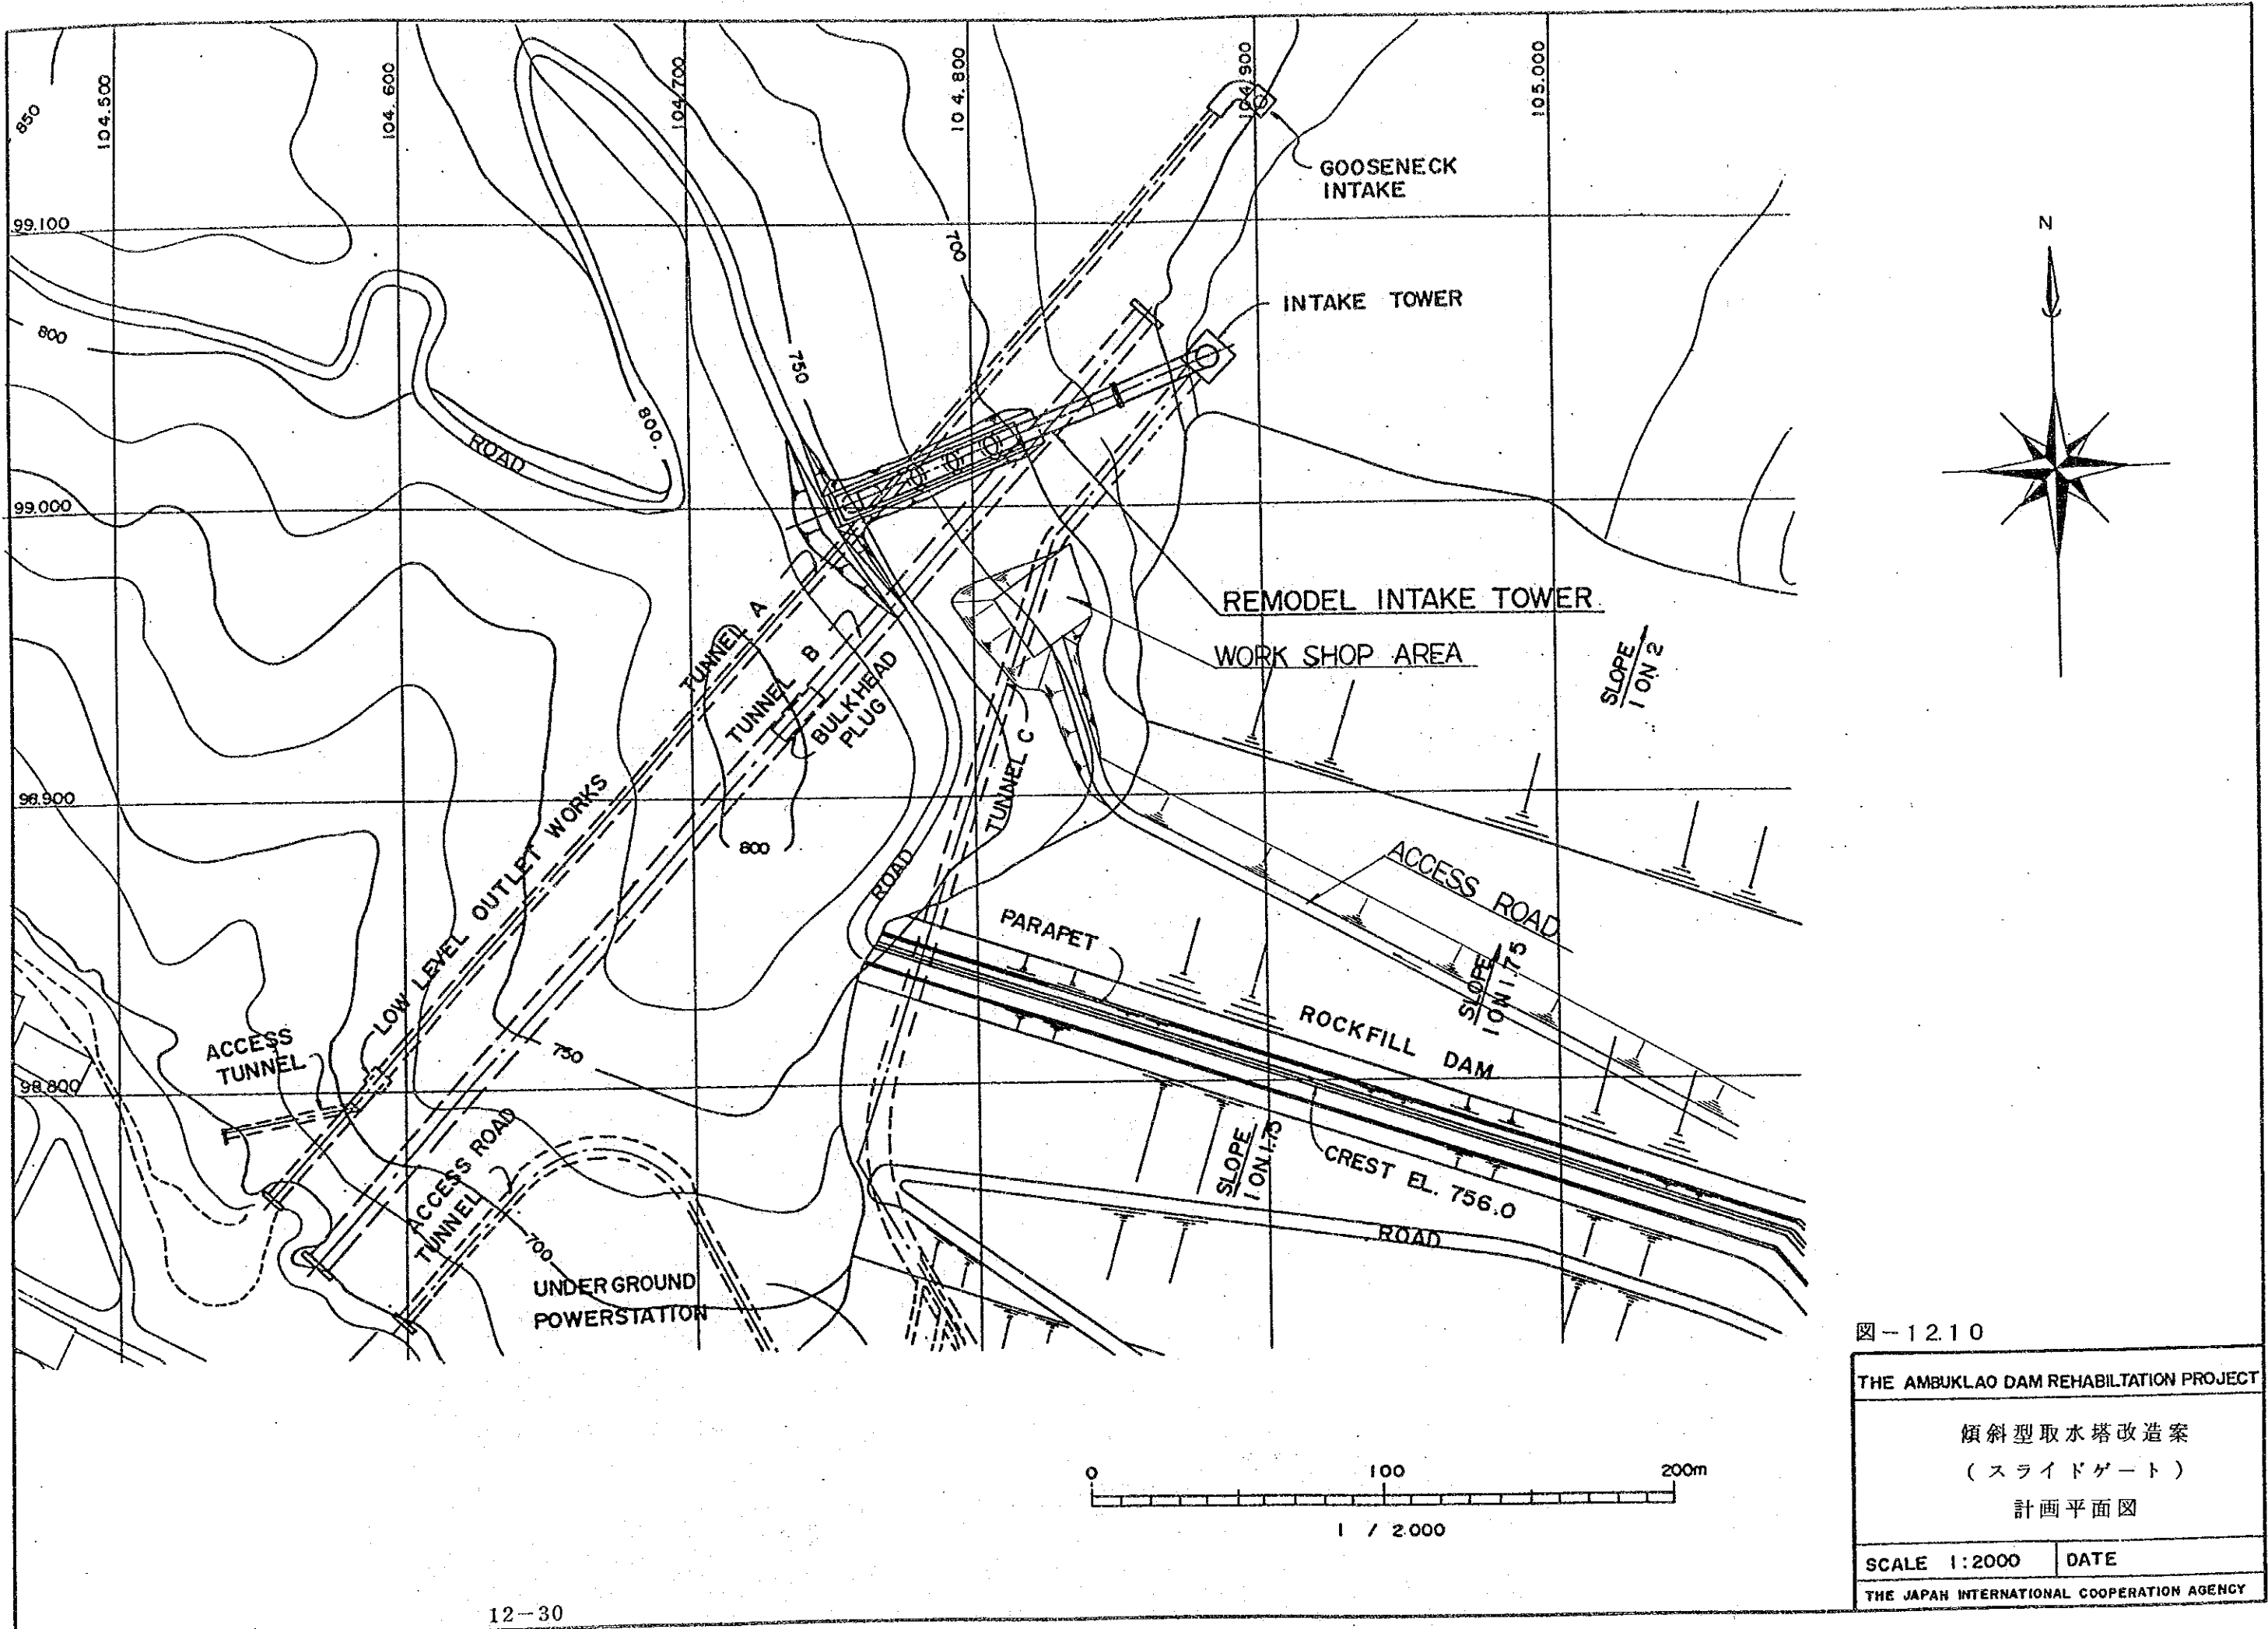 104.500
104.600
104.700
104.800
104.900
105.000
850
GOOSENECK
INTAKE
99.100
700
N
INTAKE TOWER
800
750
800
ROAD
99.000
REMODEL INTAKE TOWER
WORK SHOP AREA
SLOPE
1 ON 2
TUNNEL A
TUNNEL B
BULKHEAD
PLUG
TUNNEL C
98.900
800
LOW LEVEL OUTLET WORKS
ROAD
ACCESS ROAD
PARAPET
SLOPE
1 ON 1.75
ROCKFILL DAM
ACCESS
TUNNEL
750
98.800
ACCESS ROAD
TUNNEL
SLOPE
1 ON 1.75
CREST EL. 756.0
700
ROAD
UNDER GROUND
POWERSTATION
図-12.10
THE AMBUKLAO DAM REHABILTATION PROJECT
傾斜型取水塔改造案
(スライドゲート)
計画平面図
0 100 200m
1 / 2.000
SCALE 1:2000 DATE
THE JAPAN INTERNATIONAL COOPERATION AGENCY
12-30